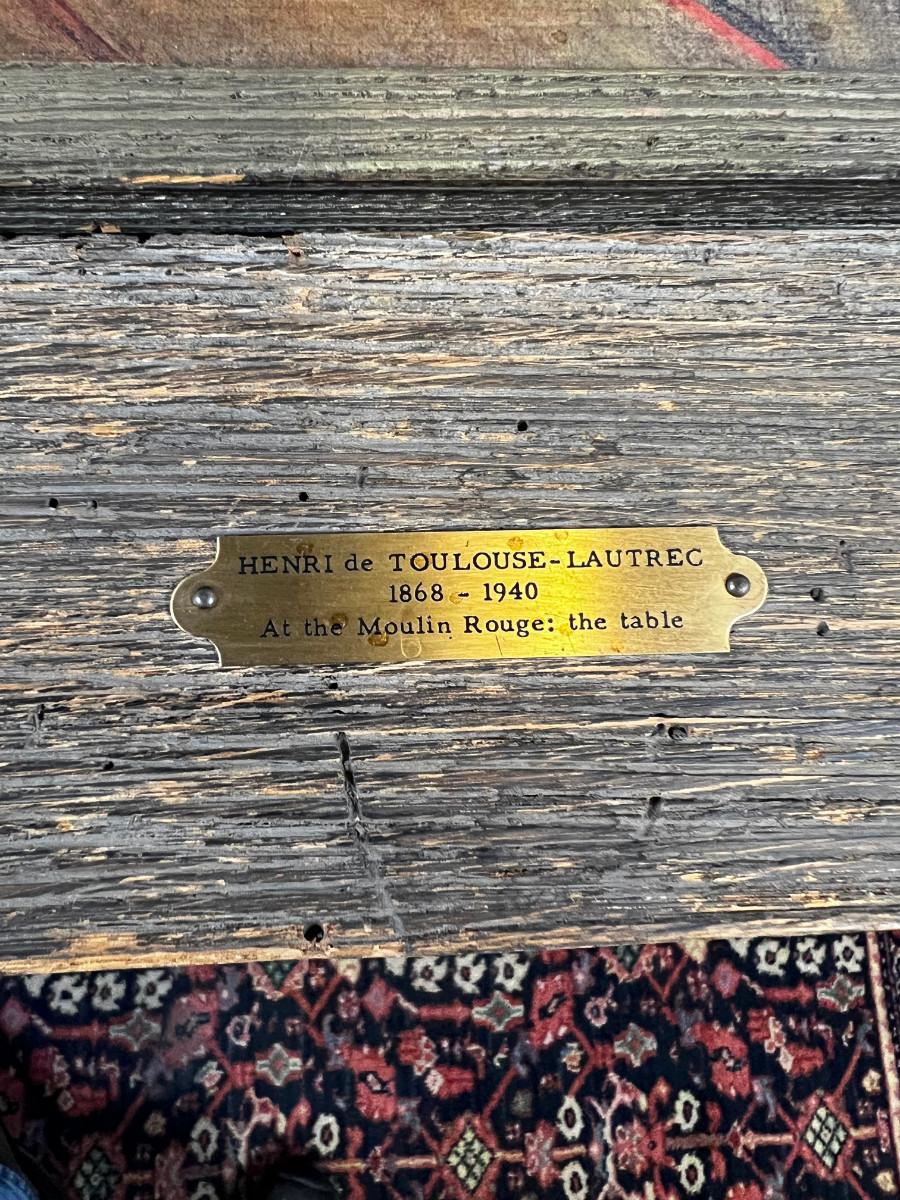 HENRI de TOULOUSE-LAUTREC
1868 - 1940
At the Moulin Rouge: the table